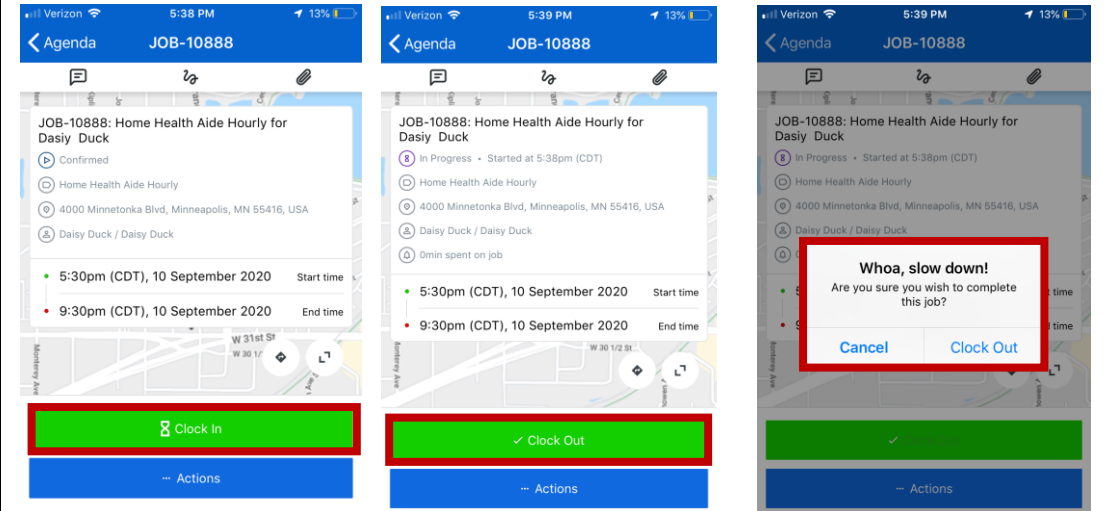 Verizon 5:38 PM 13%
Agenda JOB-10888
JOB-10888: Home Health Aide Hourly for
Dasiy Duck
Confirmed
Home Health Aide Hourly
4000 Minnetonka Blvd, Minneapolis, MN 55416, USA
Daisy Duck / Daisy Duck
5:30pm (CDT), 10 September 2020 Start time
9:30pm (CDT), 10 September 2020 End time
W 31st St
W 30 1/
Monterey Ave
Clock In
··· Actions
Verizon 5:39 PM 13%
Agenda JOB-10888
JOB-10888: Home Health Aide Hourly for
Dasiy Duck
In Progress • Started at 5:38pm (CDT)
Home Health Aide Hourly
4000 Minnetonka Blvd, Minneapolis, MN 55416, USA
Daisy Duck / Daisy Duck
0min spent on job
5:30pm (CDT), 10 September 2020 Start time
9:30pm (CDT), 10 September 2020 End time
W 30 1/2 St
Monterey Ave
Clock Out
··· Actions
Verizon 5:39 PM 13%
Agenda JOB-10888
JOB-10888: Home Health Aide Hourly for
Dasiy Duck
In Progress • Started at 5:38pm (CDT)
Home Health Aide Hourly
4000 Minnetonka Blvd, Minneapolis, MN 55416, USA
Daisy Duck / Daisy Duck
Whoa, slow down!
Are you sure you wish to complete
this job?
Cancel Clock Out
time
time
··· Actions